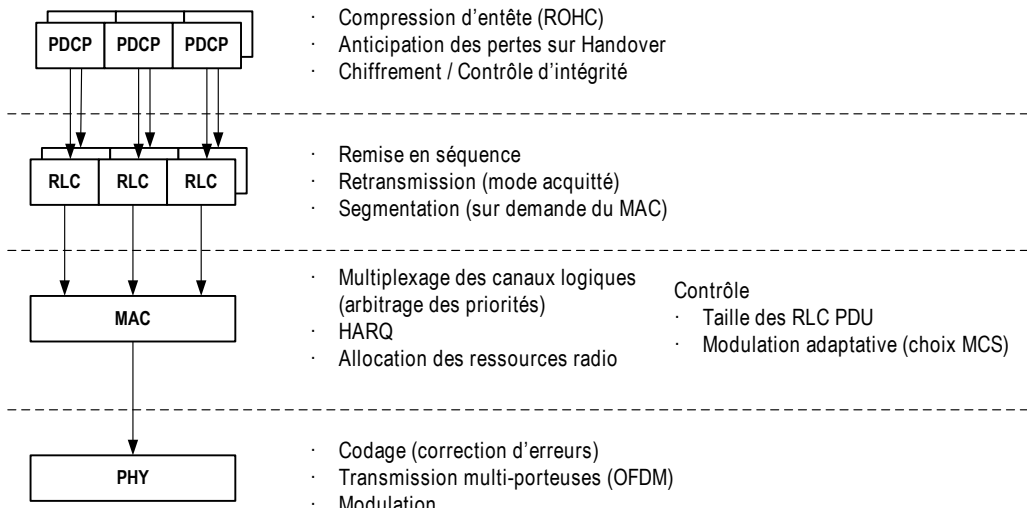 PDCP PDCP PDCP
· Compression d'entête (ROHC)
· Anticipation des pertes sur Handover
· Chiffrement / Contrôle d'intégrité
RLC RLC RLC
· Remise en séquence
· Retransmission (mode acquitté)
· Segmentation (sur demande du MAC)
MAC
· Multiplexage des canaux logiques
(arbitrage des priorités)
· HARQ
· Allocation des ressources radio
Contrôle
· Taille des RLC PDU
· Modulation adaptative (choix MCS)
PHY
· Codage (correction d'erreurs)
· Transmission multi-porteuses (OFDM)
· Modulation